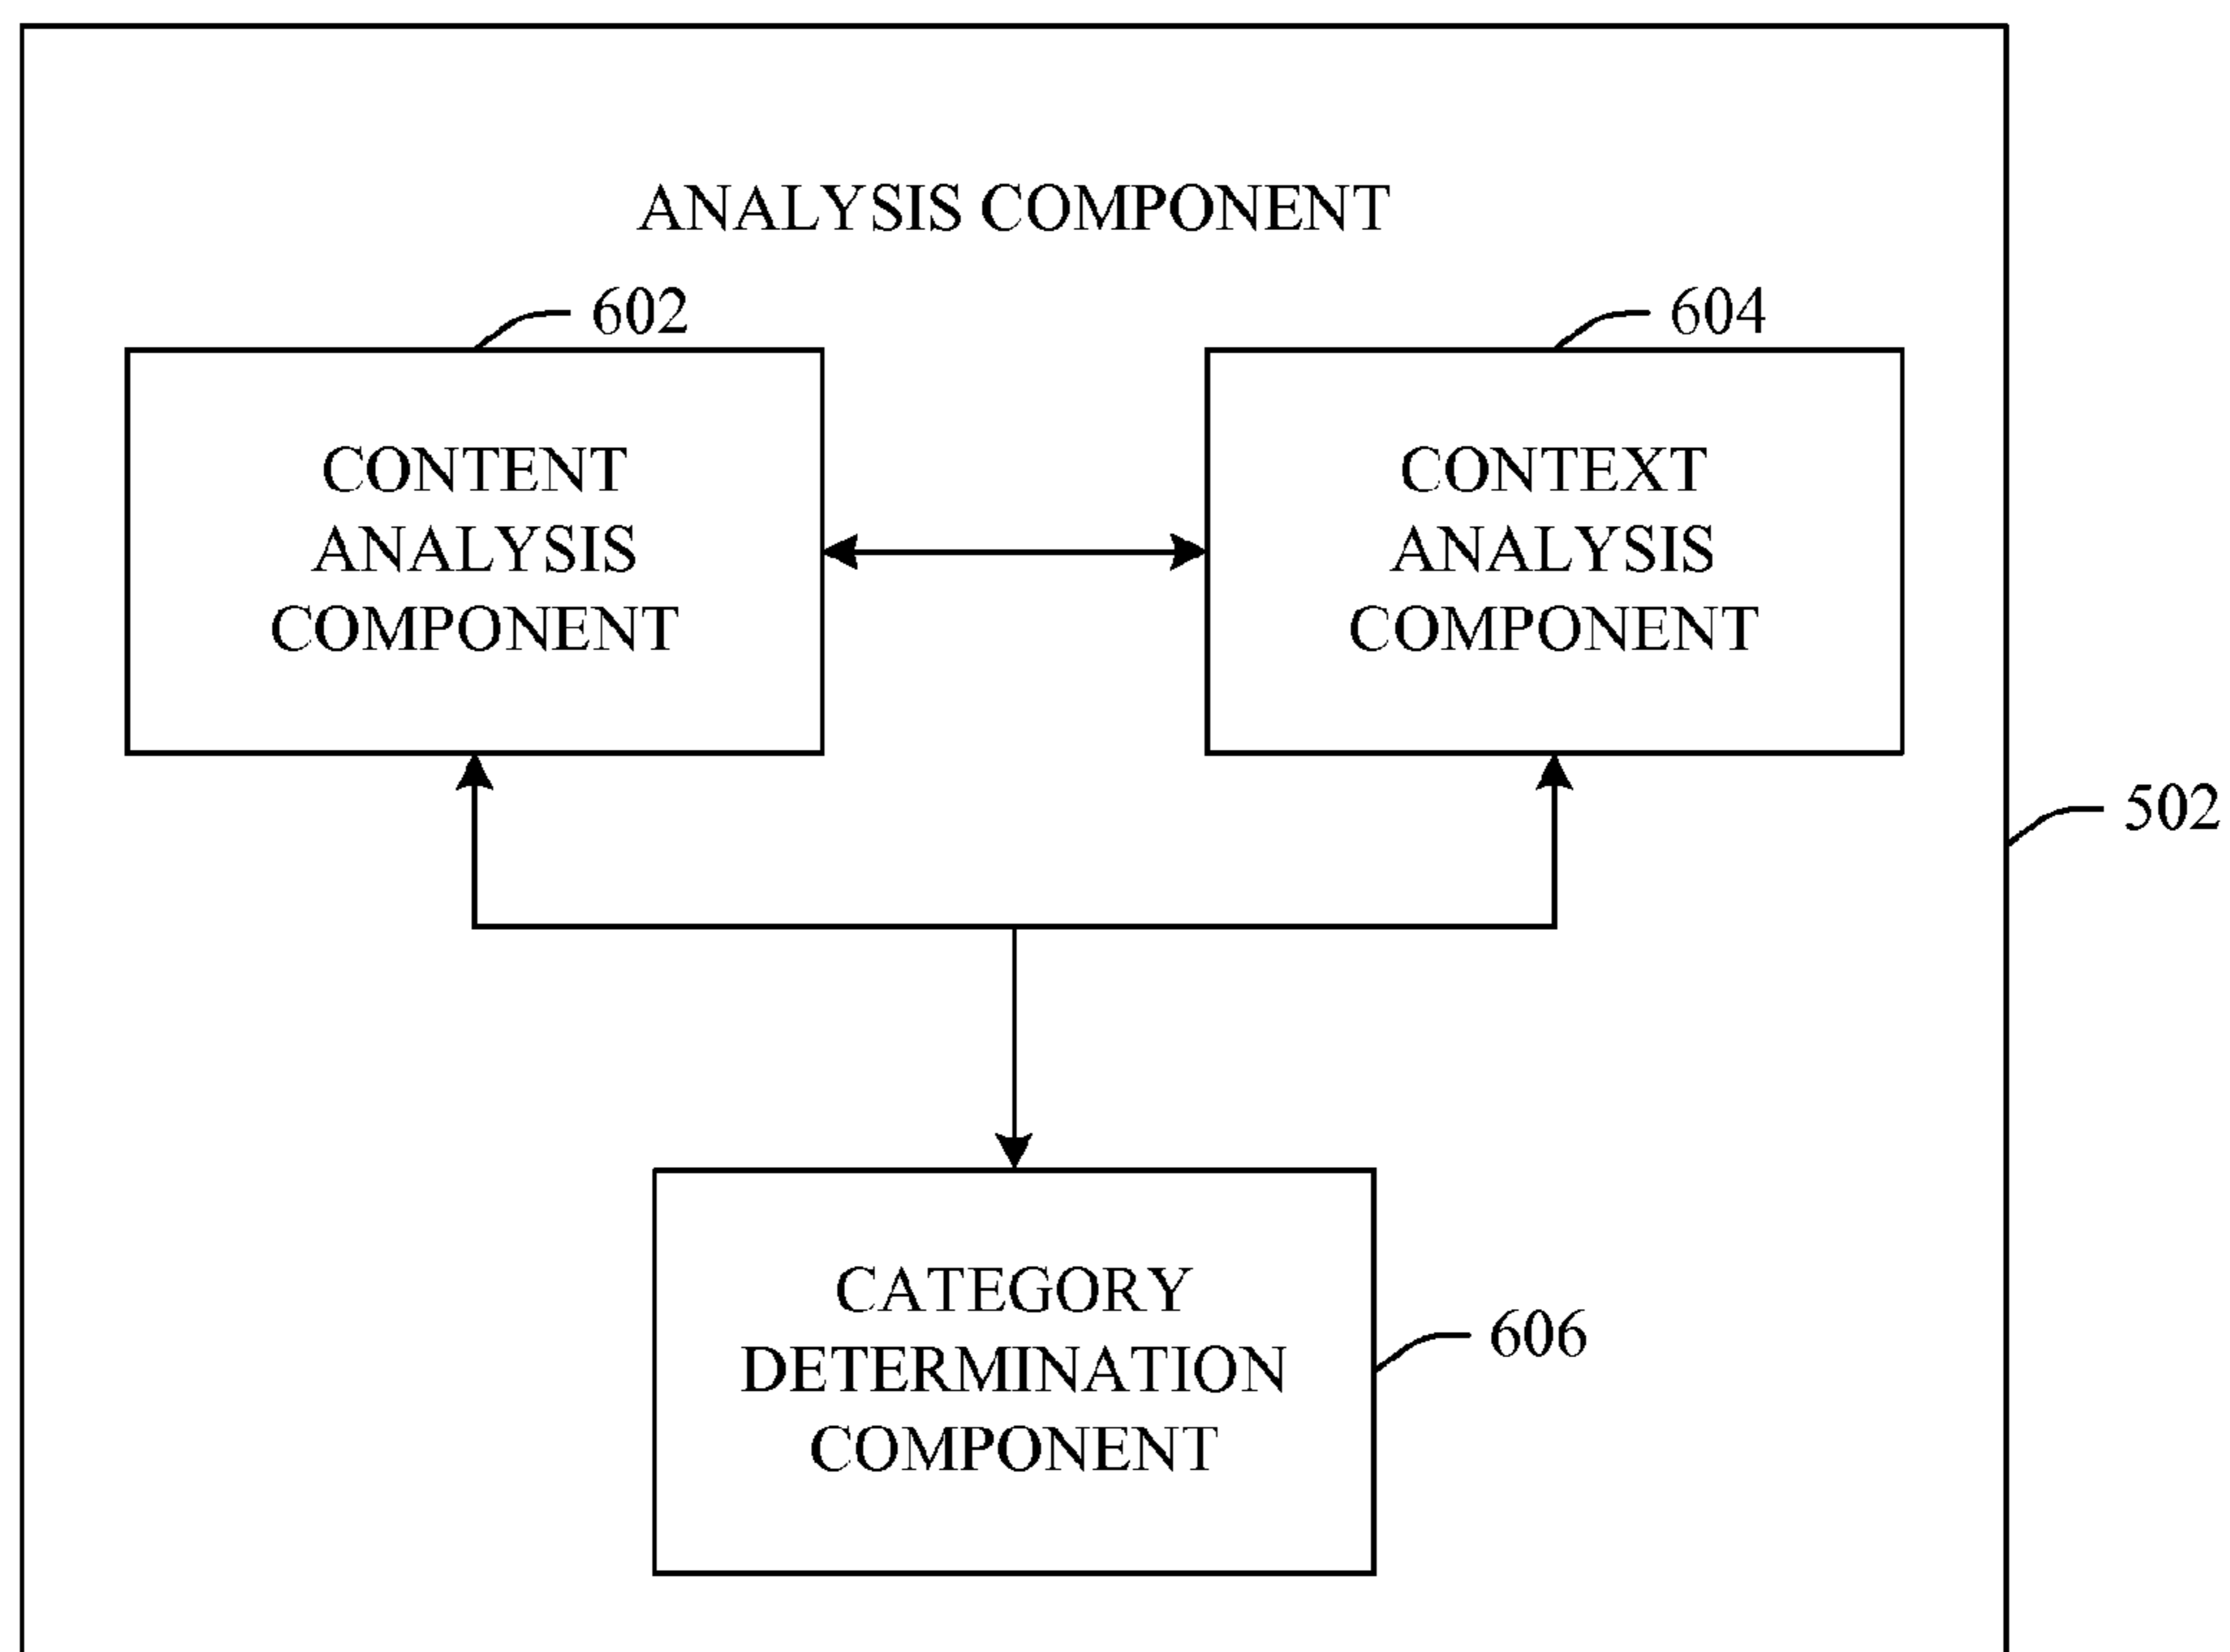 ANALYSIS COMPONENT
602
604
CONTENT
ANALYSIS
COMPONENT
CONTEXT
ANALYSIS
COMPONENT
502
CATEGORY
DETERMINATION
COMPONENT
606